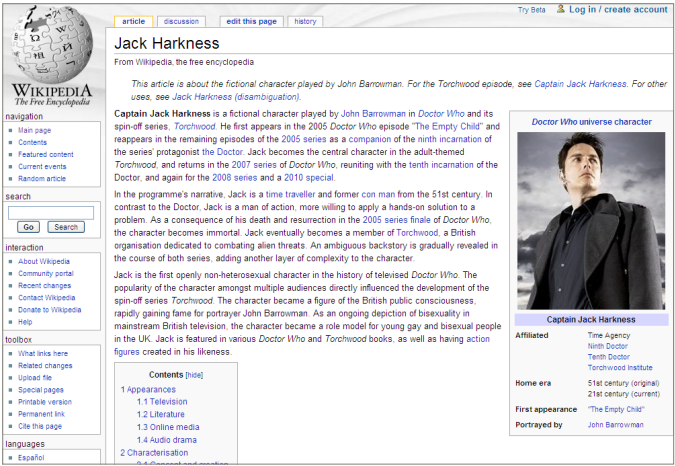 Try Beta Log in / create account
article discussion edit this page history
WIKIPEDIA
The Free Encyclopedia
navigation
Main page
Contents
Featured content
Current events
Random article
search
Go Search
interaction
About Wikipedia
Community portal
Recent changes
Contact Wikipedia
Donate to Wikipedia
Help
toolbox
What links here
Related changes
Upload file
Special pages
Printable version
Permanent link
Cite this page
languages
Español
Jack Harkness
From Wikipedia, the free encyclopedia
This article is about the fictional character played by John Barrowman. For the Torchwood episode, see Captain Jack Harkness. For other
uses, see Jack Harkness (disambiguation).
Captain Jack Harkness is a fictional character played by John Barrowman in Doctor Who and its
spin-off series, Torchwood. He first appears in the 2005 Doctor Who episode "The Empty Child" and
reappears in the remaining episodes of the 2005 series as a companion of the ninth incarnation of
the series' protagonist the Doctor. Jack becomes the central character in the adult-themed
Torchwood, and returns in the 2007 series of Doctor Who, reuniting with the tenth incarnation of the
Doctor, and again for the 2008 series and a 2010 special.
In the programme's narrative, Jack is a time traveller and former con man from the 51st century. In
contrast to the Doctor, Jack is a man of action, more willing to apply a hands-on solution to a
problem. As a consequence of his death and resurrection in the 2005 series finale of Doctor Who,
the character becomes immortal. Jack eventually becomes a member of Torchwood, a British
organisation dedicated to combating alien threats. An ambiguous backstory is gradually revealed in
the course of both series, adding another layer of complexity to the character.
Jack is the first openly non-heterosexual character in the history of televised Doctor Who. The
popularity of the character amongst multiple audiences directly influenced the development of the
spin-off series Torchwood. The character became a figure of the British public consciousness,
rapidly gaining fame for portrayer John Barrowman. As an ongoing depiction of bisexuality in
mainstream British television, the character became a role model for young gay and bisexual people
in the UK. Jack is featured in various Doctor Who and Torchwood books, as well as having action
figures created in his likeness.
Contents [hide]
1 Appearances
1.1 Television
1.2 Literature
1.3 Online media
1.4 Audio drama
2 Characterisation
2.1 Concept and creation
Doctor Who universe character
Captain Jack Harkness
Affiliated Time Agency
Ninth Doctor
Tenth Doctor
Torchwood Institute
Home era 51st century (original)
21st century (current)
First appearance "The Empty Child"
Portrayed by John Barrowman